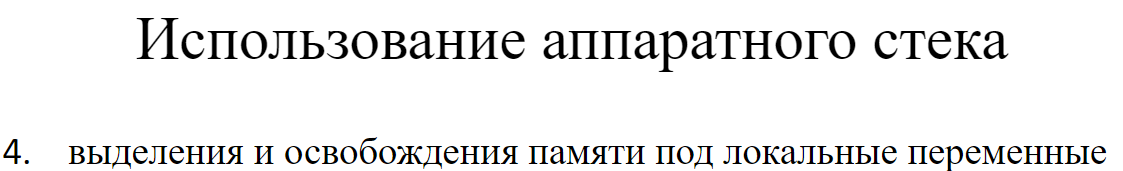 Использование аппаратного стека
4. выделения и освобождения памяти под локальные переменные